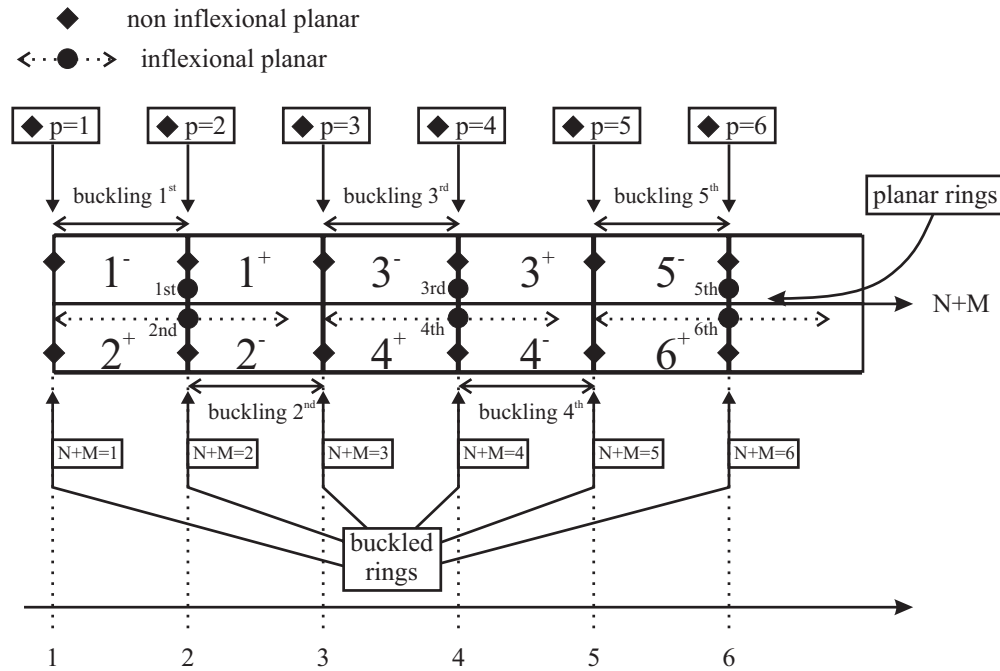 non inflexional planar
inflexional planar
p=1 p=2 p=3 p=4 p=5 p=6
buckling 1st buckling 3rd buckling 5th
planar rings
1- 1+ 3- 3+ 5-
1st 3rd 5th
N+M
2nd 4th 6th
2+ 2- 4+ 4- 6+
buckling 2nd buckling 4th
N+M=1 N+M=2 N+M=3 N+M=4 N+M=5 N+M=6
buckled
rings
1 2 3 4 5 6